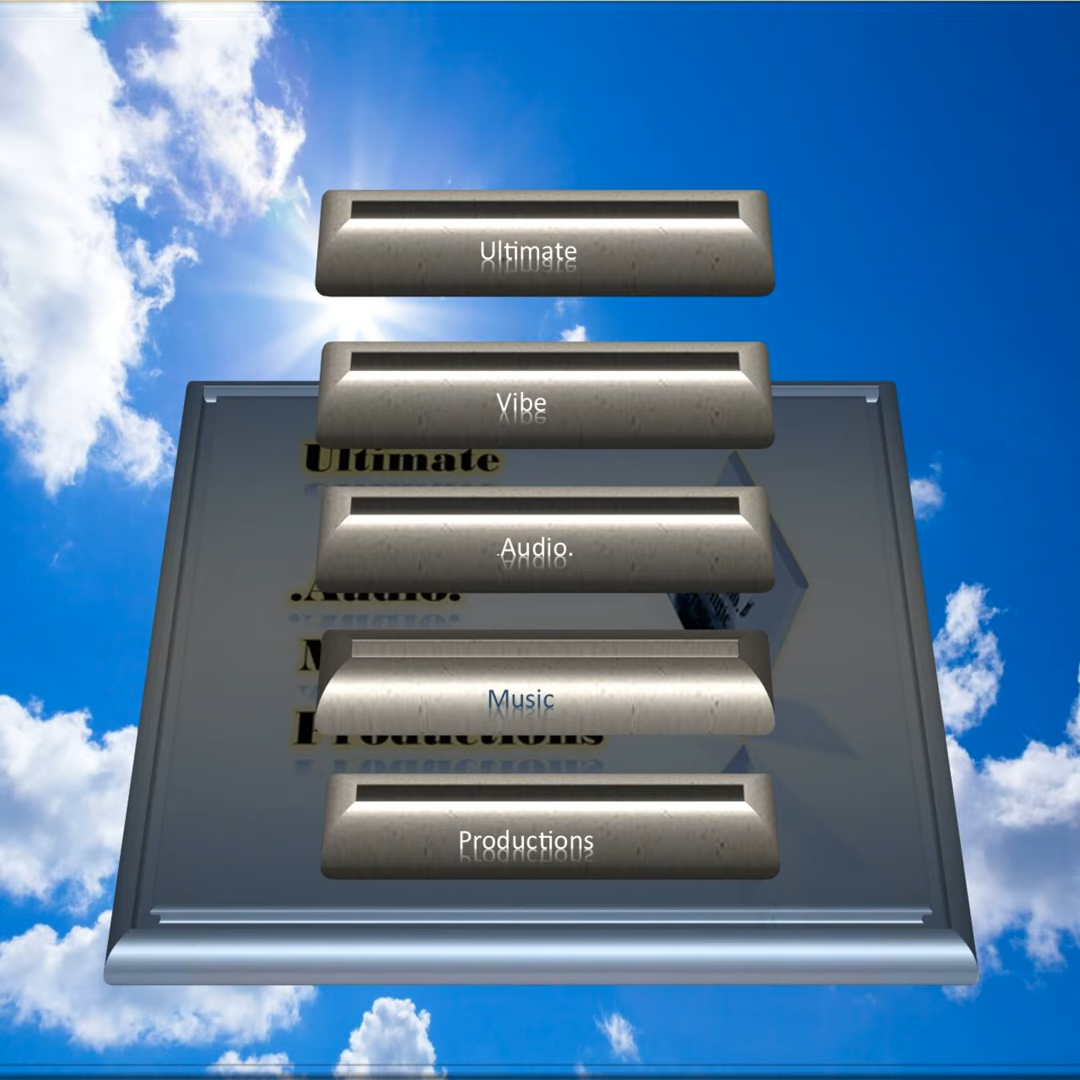 Ultimate
Vibe
Ultimate
.Audio.
.Audio.
Music
Productions
Productions